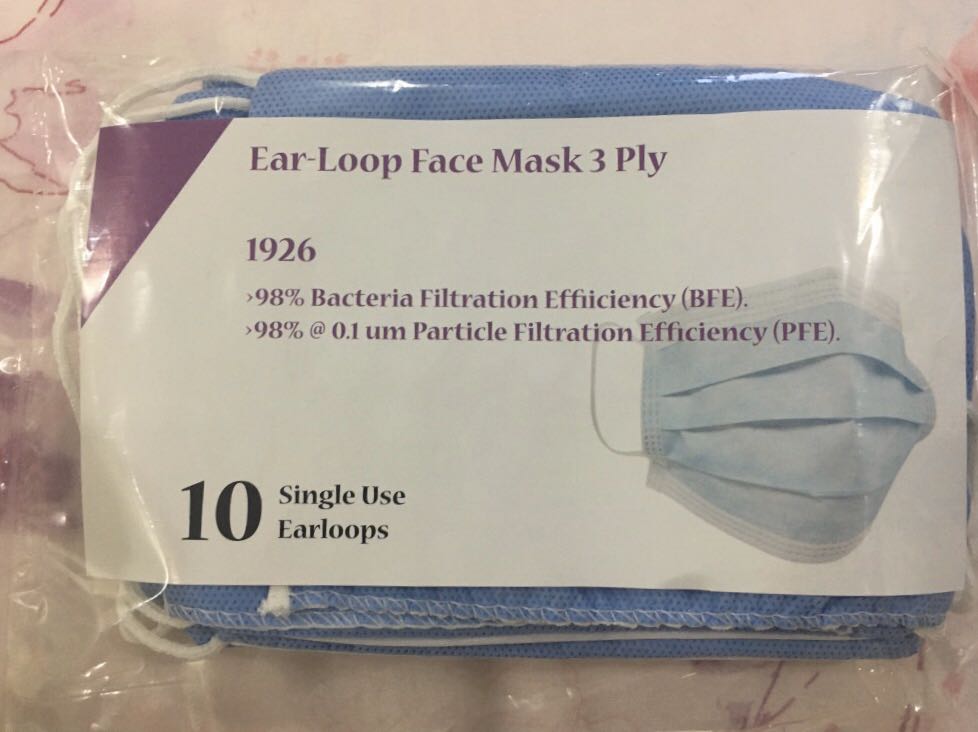 Ear-Loop Face Mask 3 Ply
1926
>98% Bacteria Filtration Effiiciency (BFE).
>98% @ 0.1 um Particle Filtration Efficiency (PFE).
10 Single Use
Earloops